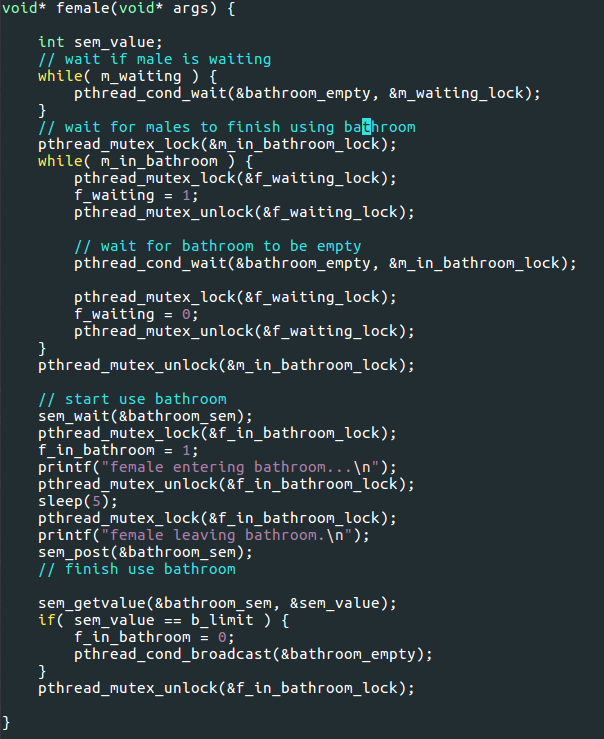 void* female(void* args) {

    int sem_value;
    // wait if male is waiting
    while( m_waiting ) {
        pthread_cond_wait(&bathroom_empty, &m_waiting_lock);
    }
    // wait for males to finish using bathroom
    pthread_mutex_lock(&m_in_bathroom_lock);
    while( m_in_bathroom ) {
        pthread_mutex_lock(&f_waiting_lock);
        f_waiting = 1;
        pthread_mutex_unlock(&f_waiting_lock);

        // wait for bathroom to be empty
        pthread_cond_wait(&bathroom_empty, &m_in_bathroom_lock);

        pthread_mutex_lock(&f_waiting_lock);
        f_waiting = 0;
        pthread_mutex_unlock(&f_waiting_lock);
    }
    pthread_mutex_unlock(&m_in_bathroom_lock);

    // start use bathroom
    sem_wait(&bathroom_sem);
    pthread_mutex_lock(&f_in_bathroom_lock);
    f_in_bathroom = 1;
    printf("female entering bathroom...\n");
    pthread_mutex_unlock(&f_in_bathroom_lock);
    sleep(5);
    pthread_mutex_lock(&f_in_bathroom_lock);
    printf("female leaving bathroom.\n");
    sem_post(&bathroom_sem);
    // finish use bathroom

    sem_getvalue(&bathroom_sem, &sem_value);
    if( sem_value == b_limit ) {
        f_in_bathroom = 0;
        pthread_cond_broadcast(&bathroom_empty);
    }
    pthread_mutex_unlock(&f_in_bathroom_lock);

}